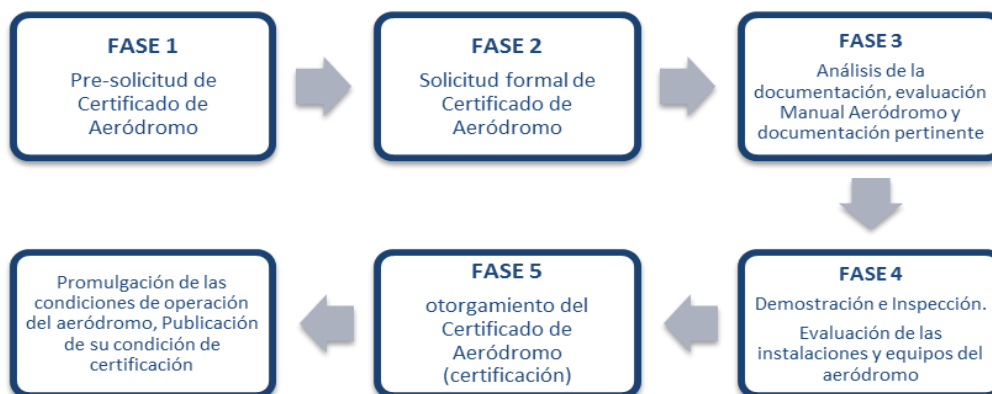 FASE 1
Pre-solicitud de
Certificado de
Aeródromo
FASE 2
Solicitud formal de
Certificado de
Aeródromo
FASE 3
Análisis de la
documentación, evaluación
Manual Aeródromo y
documentación pertinente
FASE 4
Demostración e Inspección.
Evaluación de las
instalaciones y equipos del
aeródromo
FASE 5
otorgamiento del
Certificado de
Aeródromo
(certificación)
Promulgación de las
condiciones de operación
del aeródromo, Publicación
de su condición de
certificación